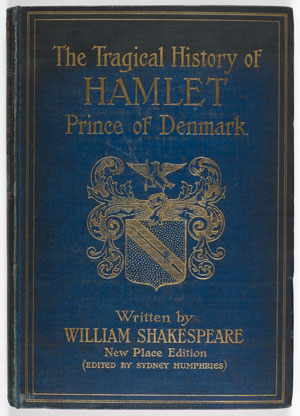 The Tragical History of
HAMLET
Prince of Denmark.
Written by
WILLIAM SHAKESPEARE
New Place Edition
(EDITED BY SYDNEY HUMPHRIES)